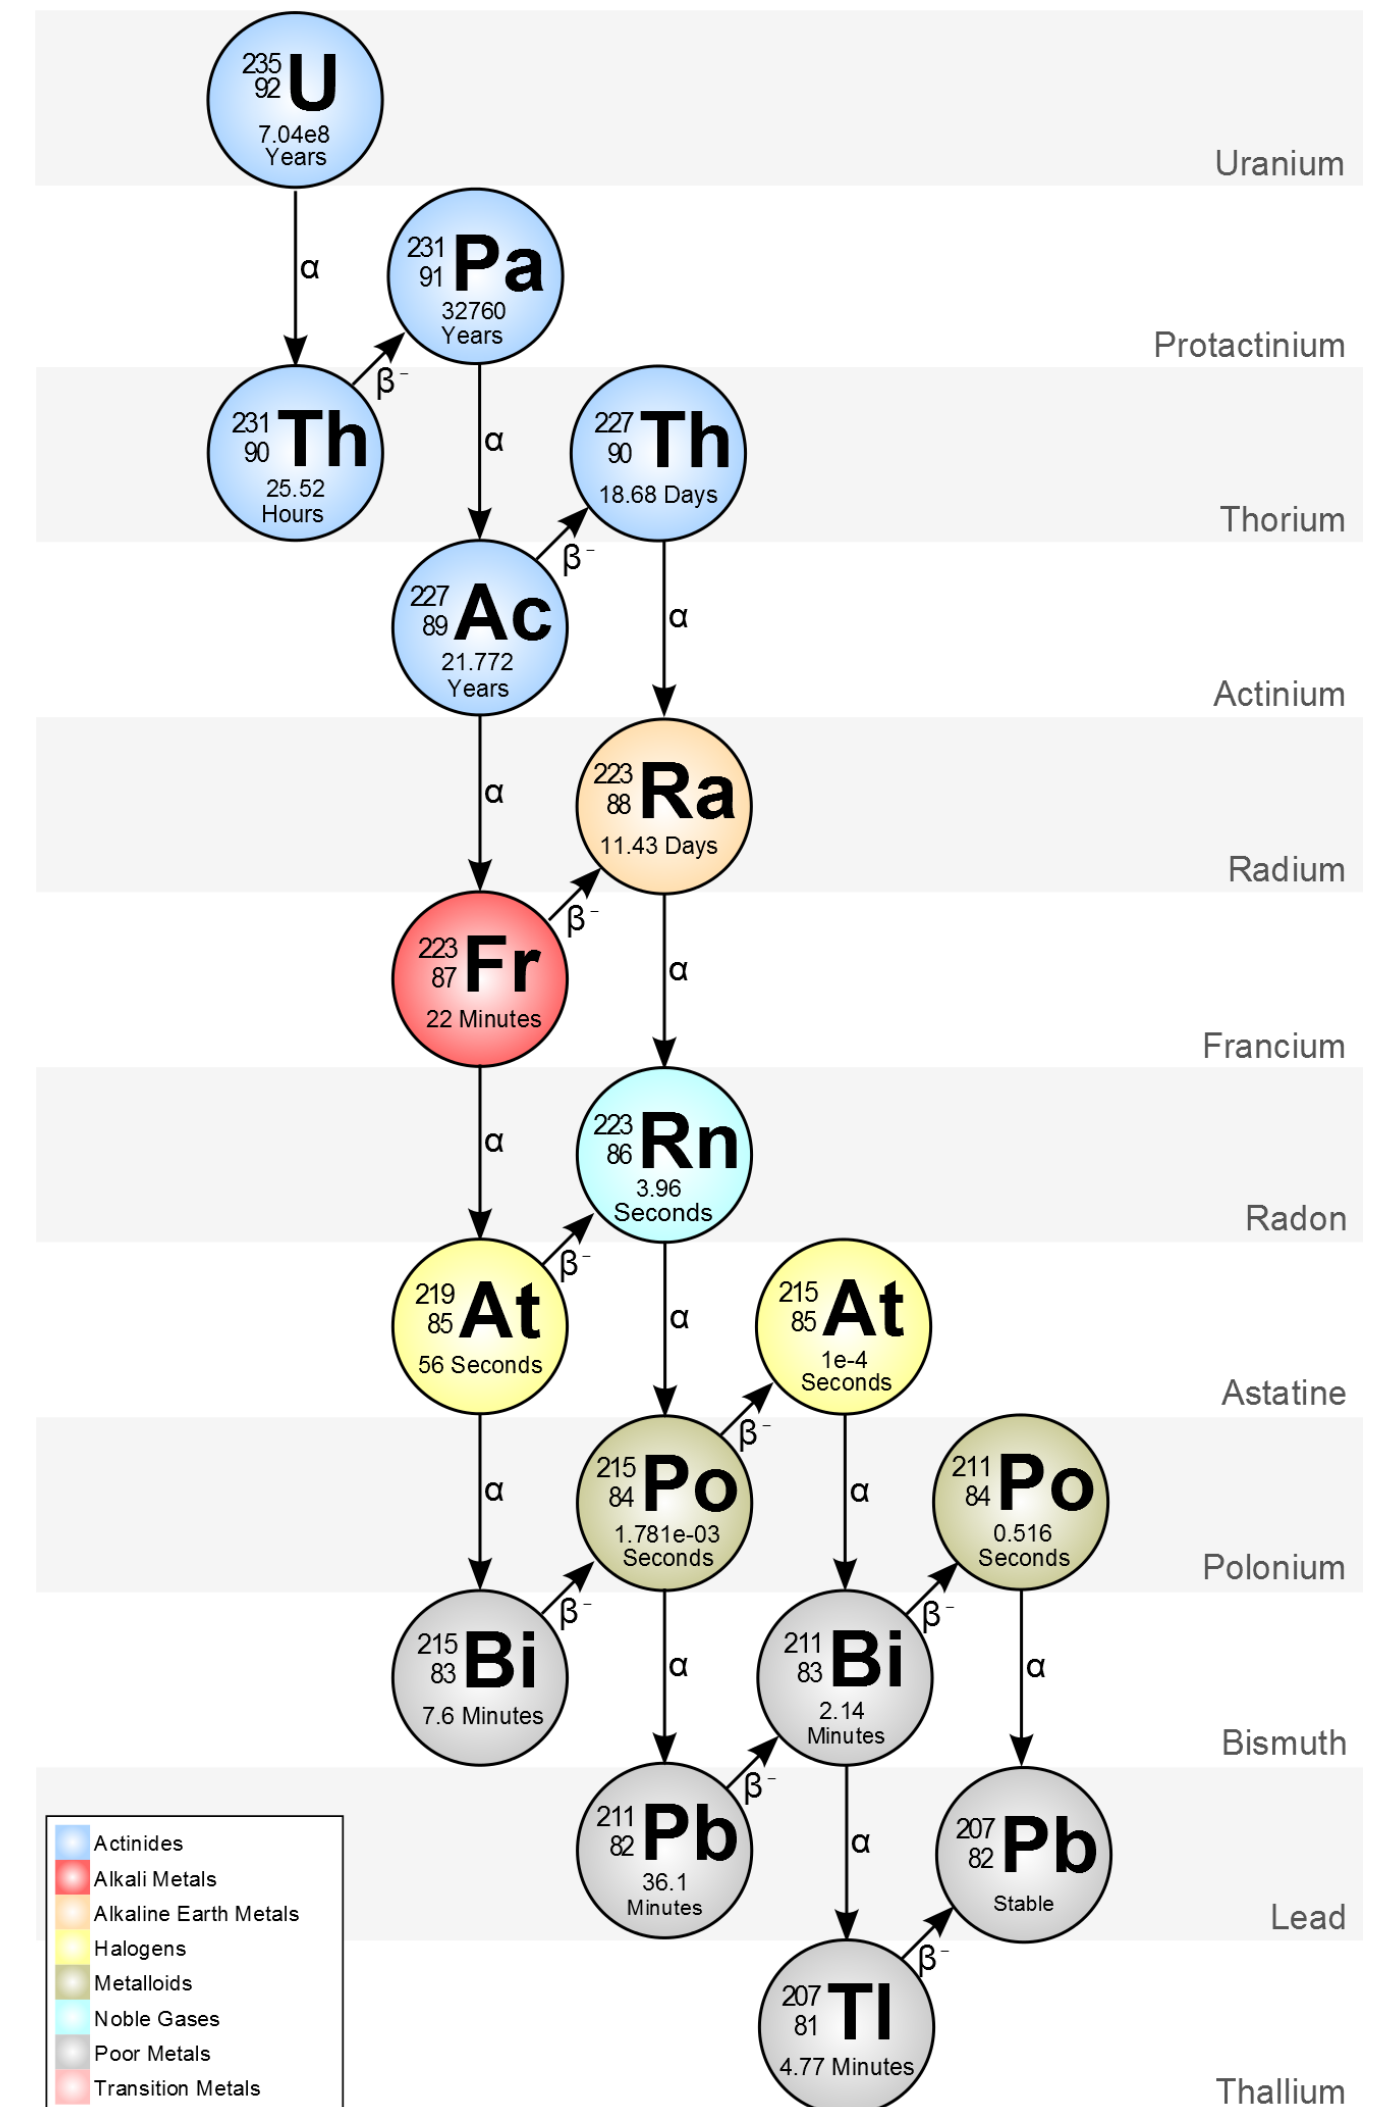 235
92
U
7.04e8
Years
Uranium
α
231
91
Pa
32760
Years
Protactinium
β⁻
231
90
Th
25.52
Hours
α
227
90
Th
18.68 Days
Thorium
β⁻
227
89
Ac
21.772
Years
α
Actinium
α
223
88
Ra
11.43 Days
Radium
β⁻
223
87
Fr
22 Minutes
α
Francium
α
223
86
Rn
3.96
Seconds
Radon
β⁻
219
85
At
56 Seconds
α
215
85
At
1e-4
Seconds
Astatine
β⁻
α
215
84
Po
1.781e-03
Seconds
α
211
84
Po
0.516
Seconds
Polonium
β⁻
β⁻
215
83
Bi
7.6 Minutes
α
211
83
Bi
2.14
Minutes
α
Bismuth
β⁻
211
82
Pb
36.1
Minutes
α
207
82
Pb
Stable
Lead
β⁻
207
81
Tl
4.77 Minutes
Thallium
Actinides
Alkali Metals
Alkaline Earth Metals
Halogens
Metalloids
Noble Gases
Poor Metals
Transition Metals